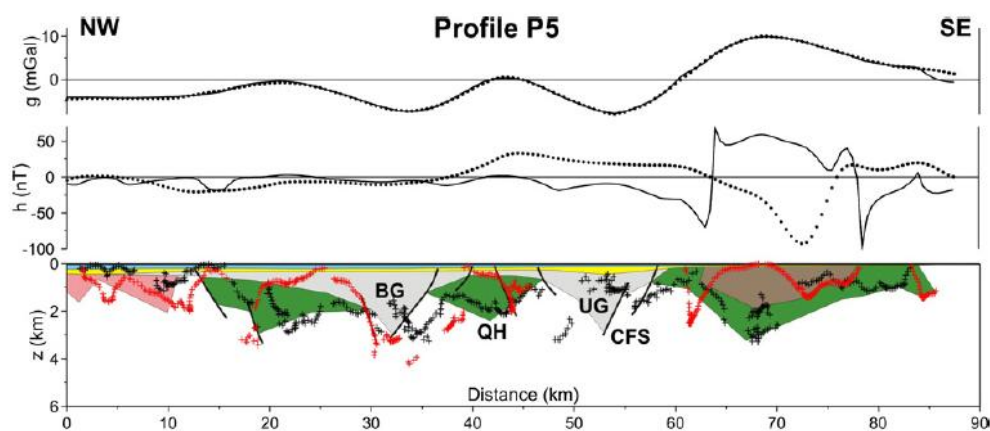 NW Profile P5 SE
10
0
g (mGal)
50
0
-50
-100
h (nT)
0
2
4
6
z (km)
BG
QH
UG
CFS
Distance (km)
0 10 20 30 40 50 60 70 80 90